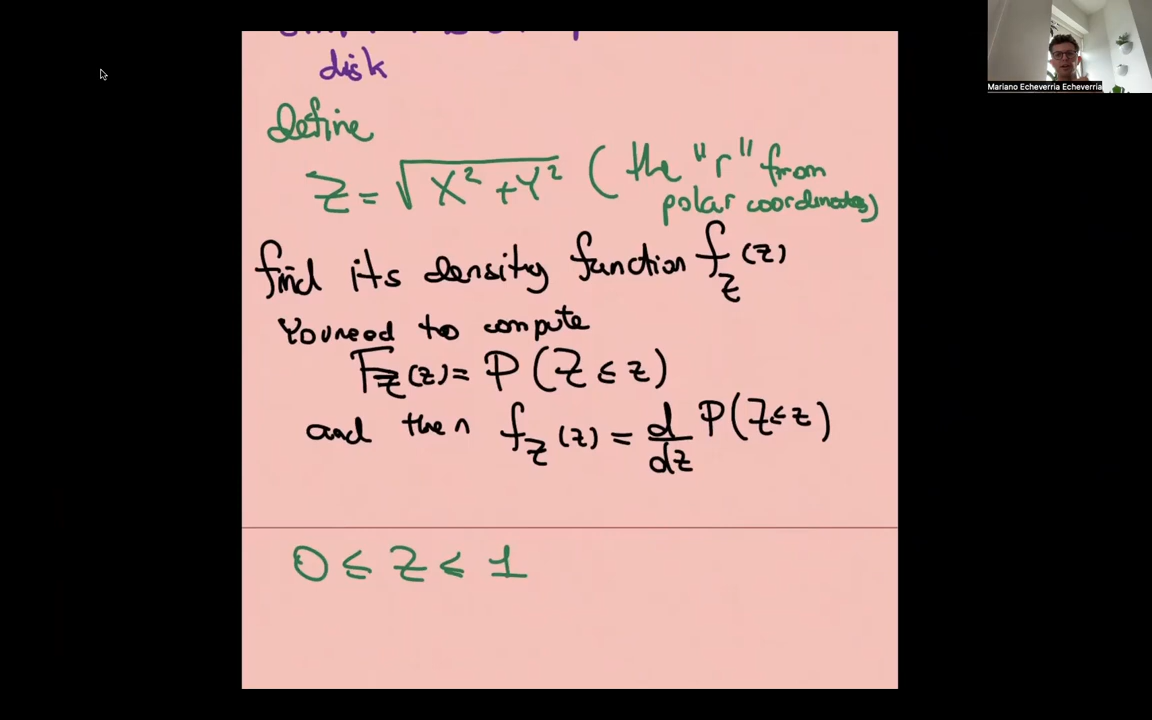 disk
define
Z = √X² + Y² ( the "r" from
polar coordinates)
find its density function f_Z (z)
You need to compute
F_Z (z) = P ( Z ≤ z )
and then f_Z (z) = d/dz P ( Z ≤ z )
0 ≤ Z ≤ 1
Mariano Echeverria Echeverria